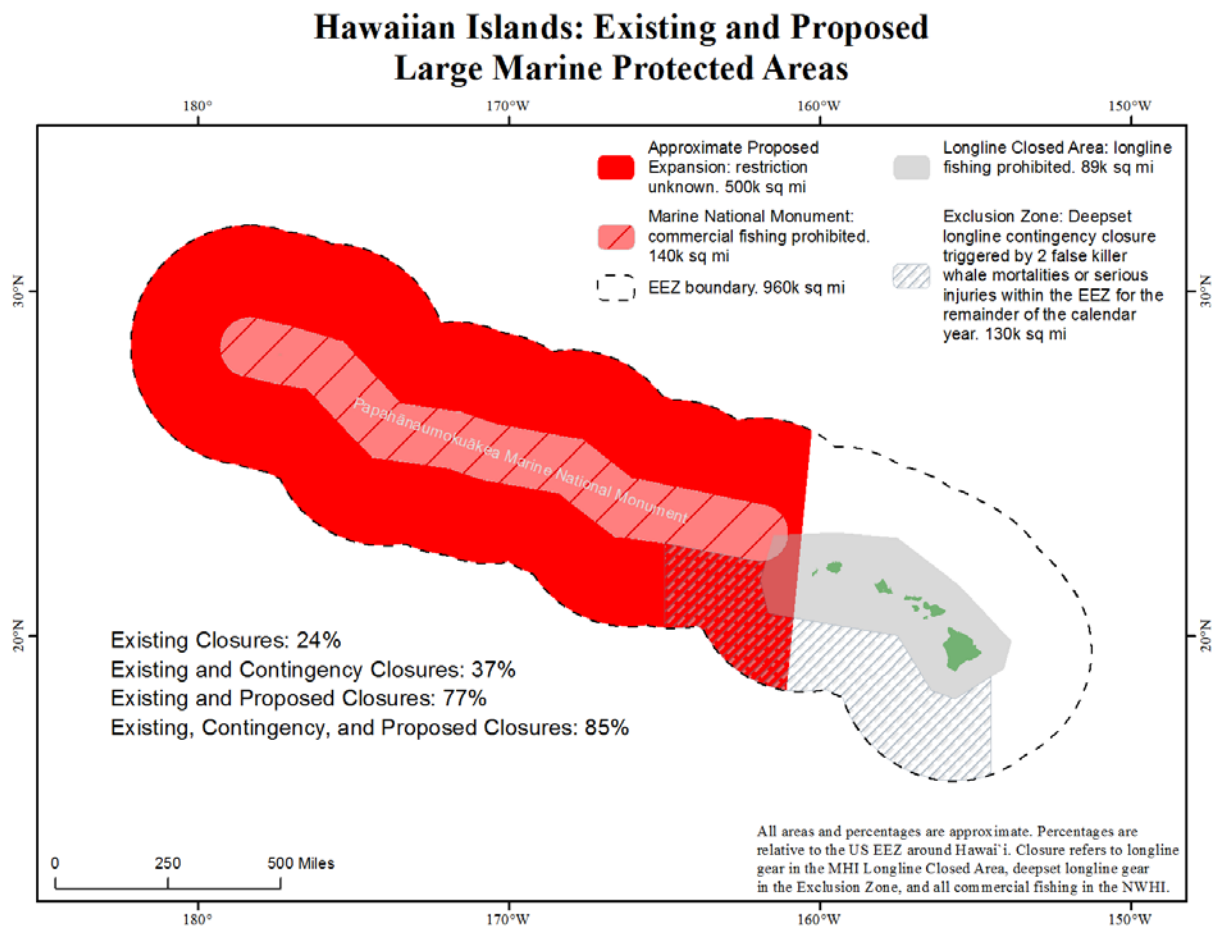 Hawaiian Islands: Existing and Proposed
Large Marine Protected Areas
180°
170°W
160°W
150°W
Approximate Proposed
Expansion: restriction
unknown. 500k sq mi
Marine National Monument:
commercial fishing prohibited.
140k sq mi
EEZ boundary. 960k sq mi
Longline Closed Area: longline
fishing prohibited. 89k sq mi
Exclusion Zone: Deepset
longline contingency closure
triggered by 2 false killer
whale mortalities or serious
injuries within the EEZ for the
remainder of the calendar
year. 130k sq mi
30°N
30°N
Papahānaumokuākea Marine National Monument
20°N
20°N
Existing Closures: 24%
Existing and Contingency Closures: 37%
Existing and Proposed Closures: 77%
Existing, Contingency, and Proposed Closures: 85%
All areas and percentages are approximate. Percentages are
relative to the US EEZ around Hawai`i. Closure refers to longline
gear in the MHI Longline Closed Area, deepset longline gear
in the Exclusion Zone, and all commercial fishing in the NWHI.
0 250 500 Miles
180°
170°W
160°W
150°W